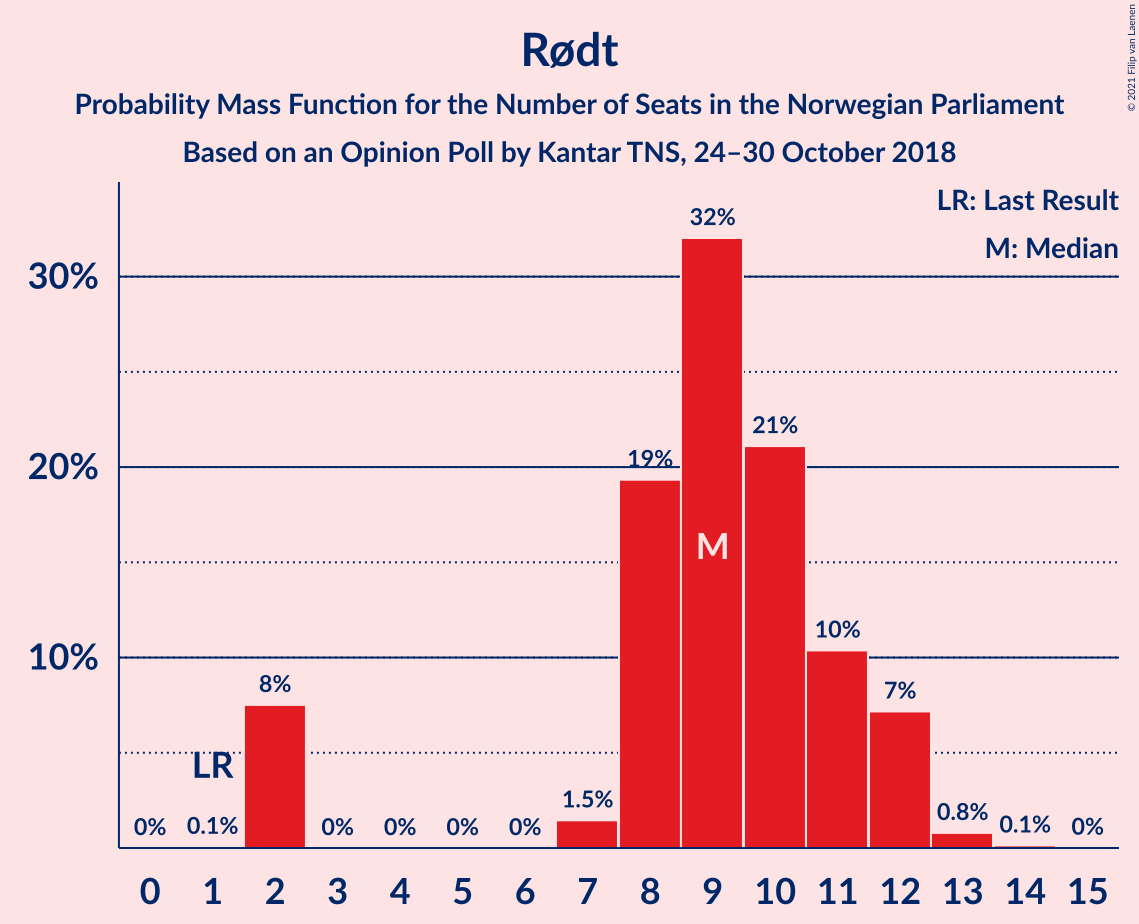 Rødt
Probability Mass Function for the Number of Seats in the Norwegian Parliament
Based on an Opinion Poll by Kantar TNS, 24–30 October 2018
© 2021 Filip van Laenen
LR: Last Result
M: Median
30%
20%
10%
0%
0.1%
LR
8%
0%
0%
0%
0%
1.5%
19%
32%
M
21%
10%
7%
0.8%
0.1%
0%
0 1 2 3 4 5 6 7 8 9 10 11 12 13 14 15